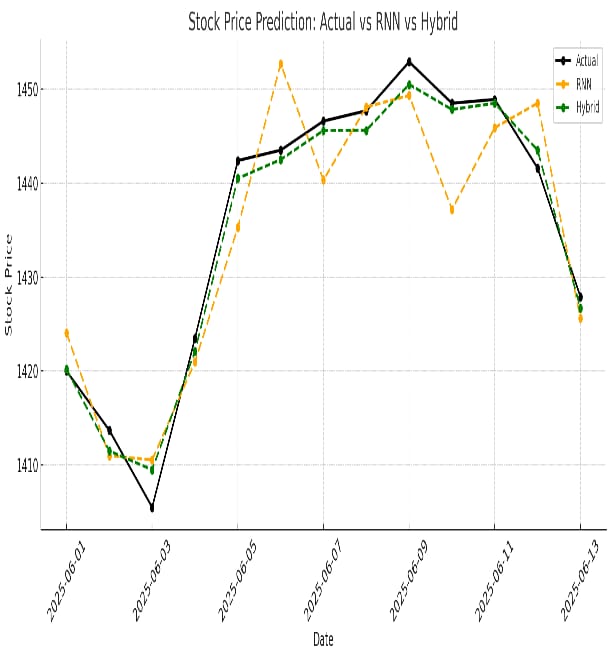 Stock Price Prediction: Actual vs RNN vs Hybrid
Actual
RNN
Hybrid
Stock Price
1450
1440
1430
1420
1410
2025-06-01
2025-06-03
2025-06-05
2025-06-07
2025-06-09
2025-06-11
2025-06-13
Date